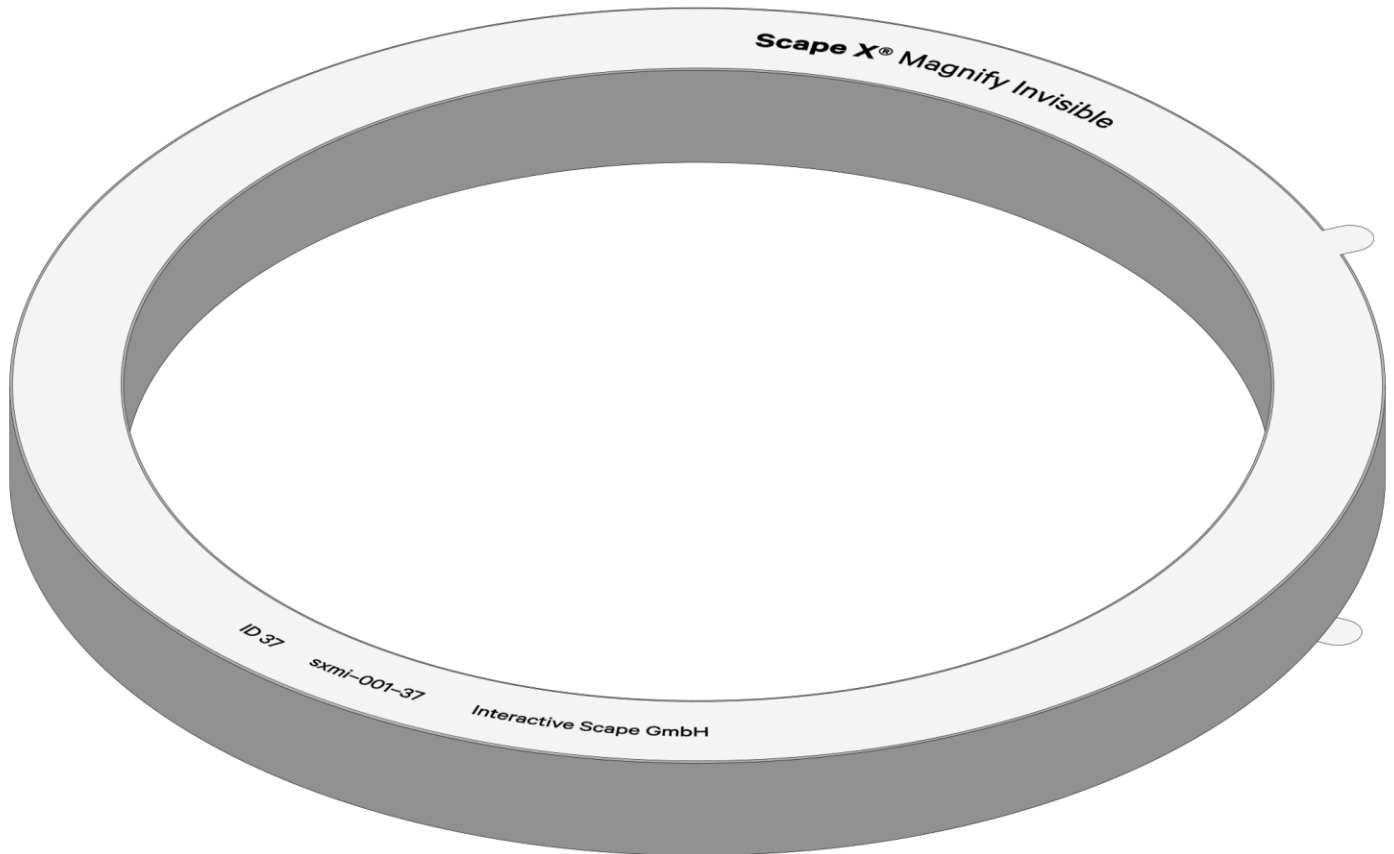 Scape X® Magnify Invisible
ID 37 sxmi–001–37 Interactive Scape GmbH